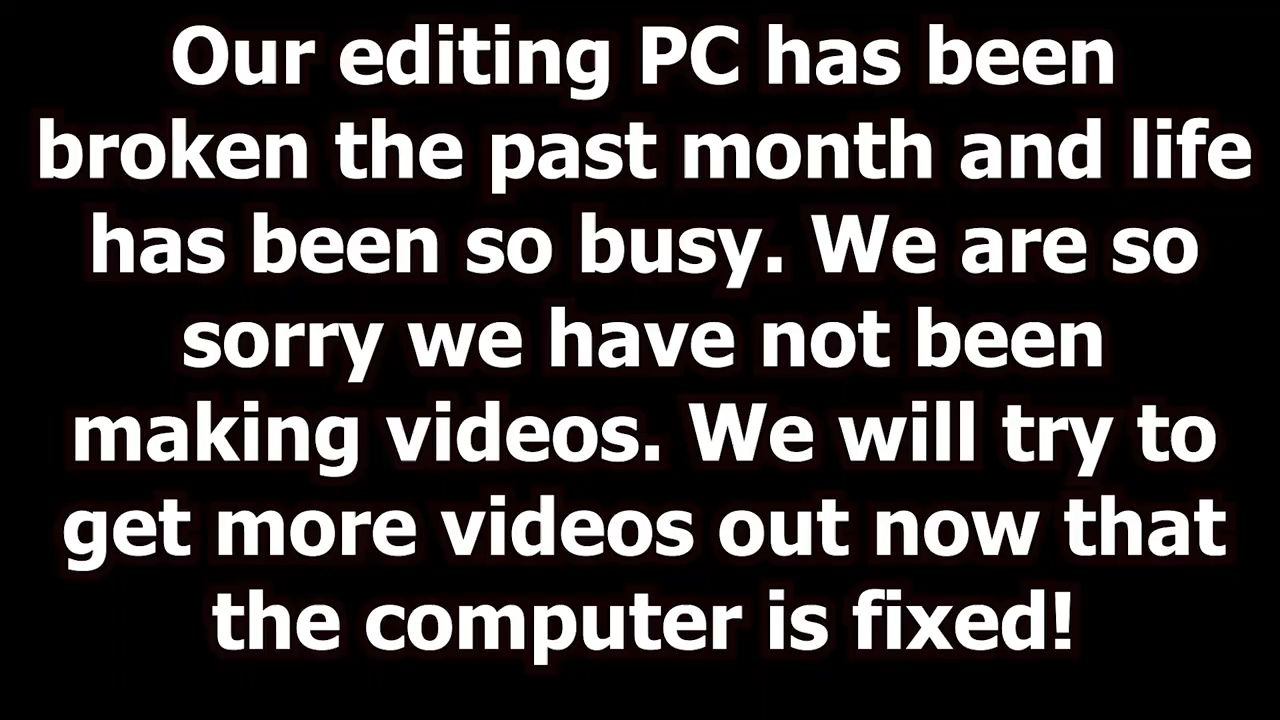 Our editing PC has been
broken the past month and life
has been so busy. We are so
sorry we have not been
making videos. We will try to
get more videos out now that
the computer is fixed!